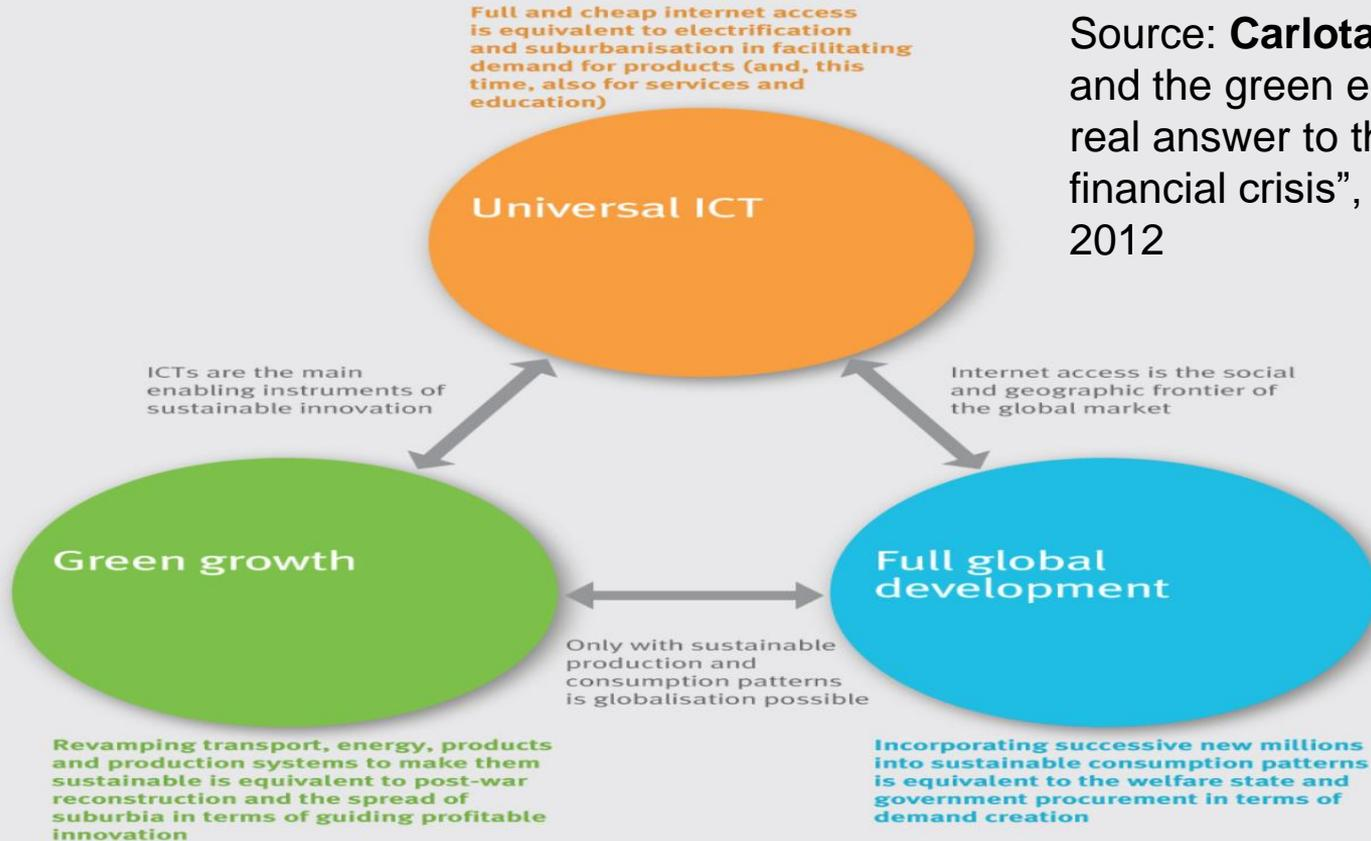 Full and cheap internet access
is equivalent to electrification
and suburbanisation in facilitating
demand for products (and, this
time, also for services and
education)
Source: Carlota
and the green e
real answer to th
financial crisis”,
2012
Universal ICT
ICTs are the main
enabling instruments of
sustainable innovation
Internet access is the social
and geographic frontier of
the global market
Green growth
Full global
development
Only with sustainable
production and
consumption patterns
is globalisation possible
Revamping transport, energy, products
and production systems to make them
sustainable is equivalent to post-war
reconstruction and the spread of
suburbia in terms of guiding profitable
innovation
Incorporating successive new millions
into sustainable consumption patterns
is equivalent to the welfare state and
government procurement in terms of
demand creation